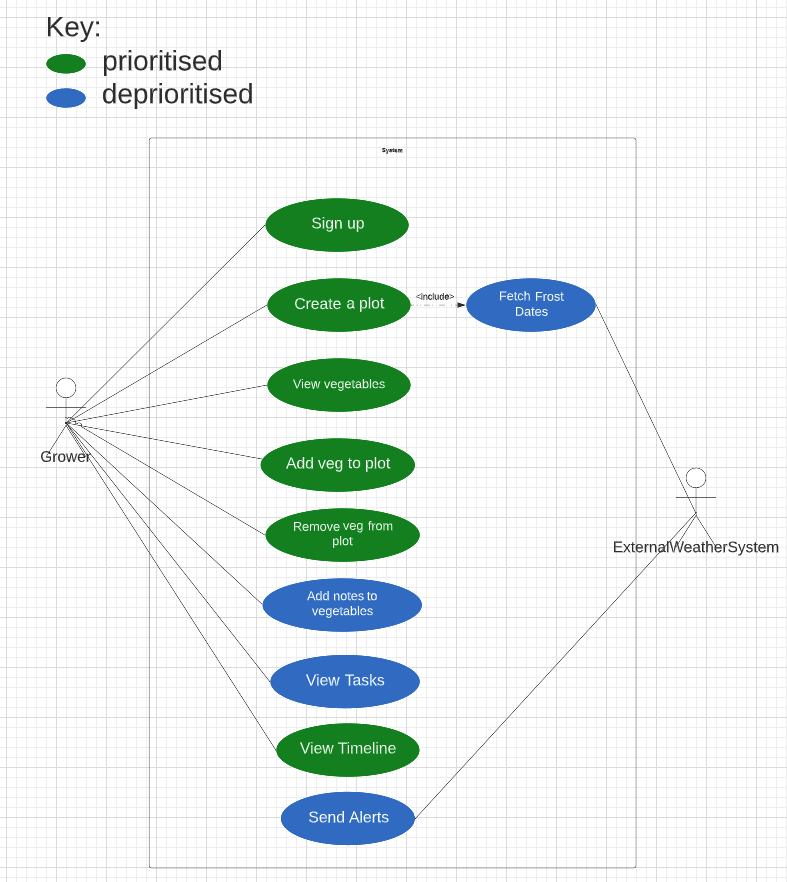 Key:
prioritised
deprioritised
System
Sign up
Create a plot
<include>
Fetch Frost
Dates
View vegetables
Grower
Add veg to plot
Remove veg from
plot
ExternalWeatherSystem
Add notes to
vegetables
View Tasks
View Timeline
Send Alerts